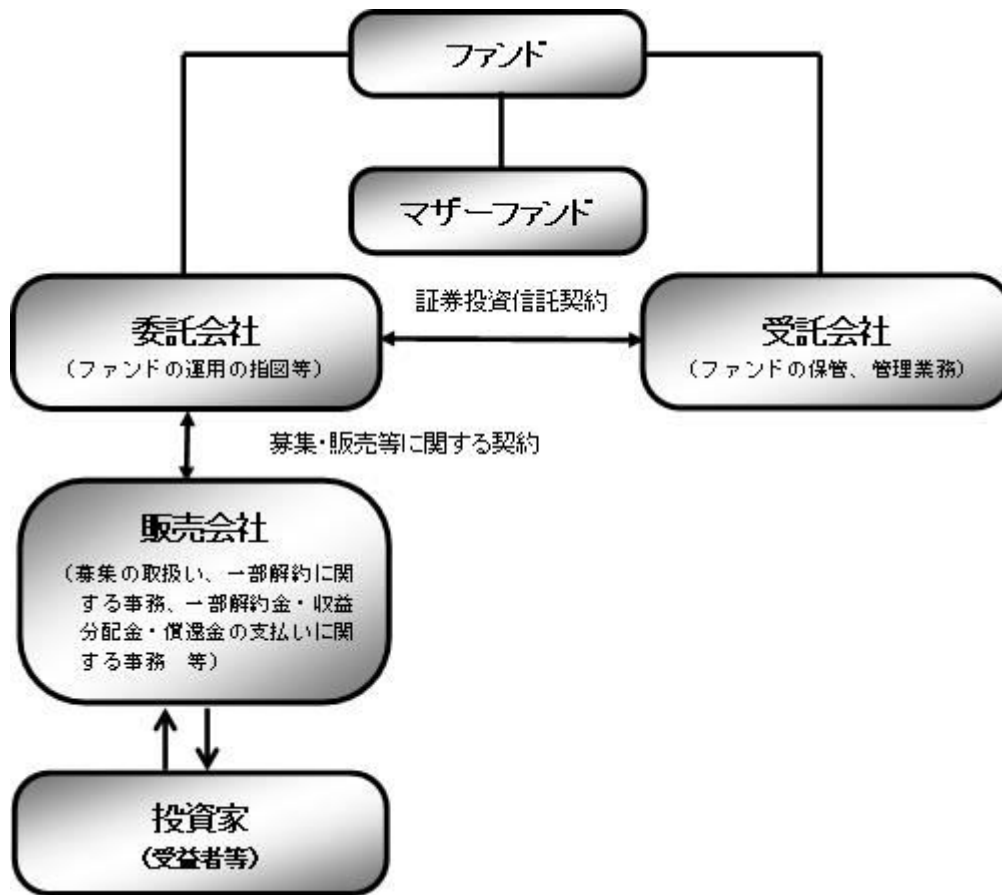 ファンド
マザーファンド
証券投資信託契約
委託会社
(ファンドの運用の指図等)
受託会社
(ファンドの保管、管理業務)
募集・販売等に関する契約
販売会社
(募集の取扱い、一部解約に関
する事務、一部解約金・収益
分配金・償還金の支払いに関
する事務　等)
投資家
(受益者等)